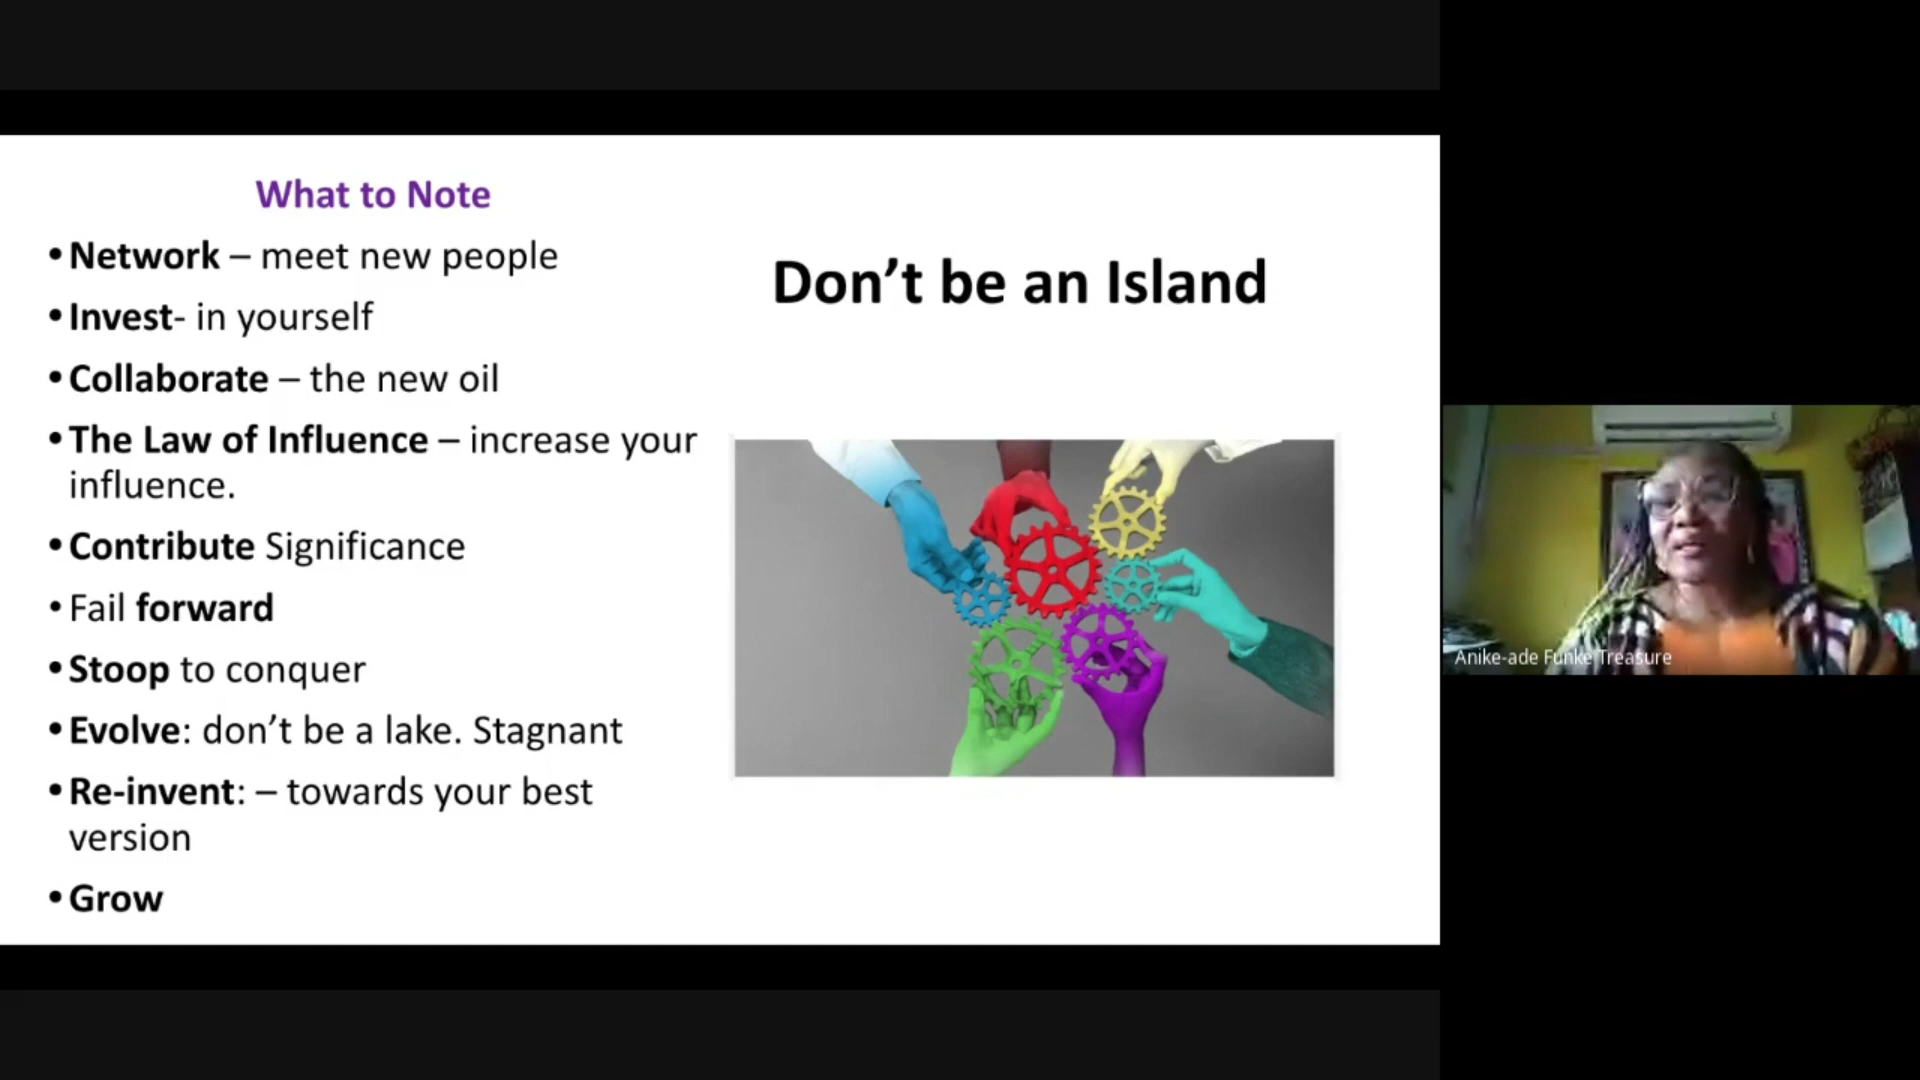 What to Note
• Network – meet new people
• Invest- in yourself
• Collaborate – the new oil
• The Law of Influence – increase your
influence.
• Contribute Significance
• Fail forward
• Stoop to conquer
• Evolve: don’t be a lake. Stagnant
• Re-invent: – towards your best
version
• Grow
Don’t be an Island
Anike-ade Funke Treasure